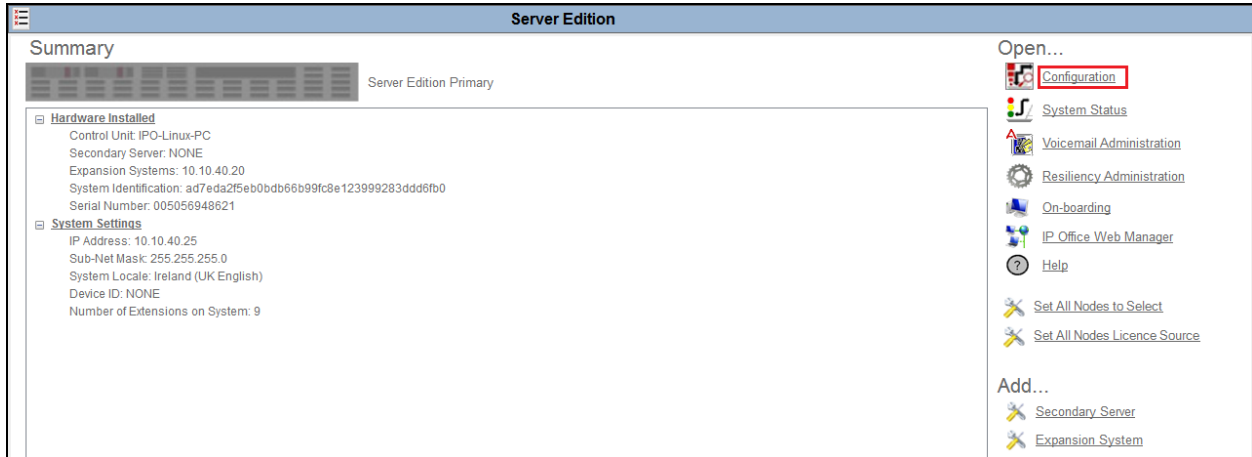 Server Edition
Summary
Server Edition Primary
Hardware Installed
Control Unit: IPO-Linux-PC
Secondary Server: NONE
Expansion Systems: 10.10.40.20
System Identification: ad7eda2f5eb0bdb66b99fc8e123999283ddd6fb0
Serial Number: 005056948621
System Settings
IP Address: 10.10.40.25
Sub-Net Mask: 255.255.255.0
System Locale: Ireland (UK English)
Device ID: NONE
Number of Extensions on System: 9
Open...
Configuration
System Status
Voicemail Administration
Resiliency Administration
On-boarding
IP Office Web Manager
Help
Set All Nodes to Select
Set All Nodes Licence Source
Add...
Secondary Server
Expansion System